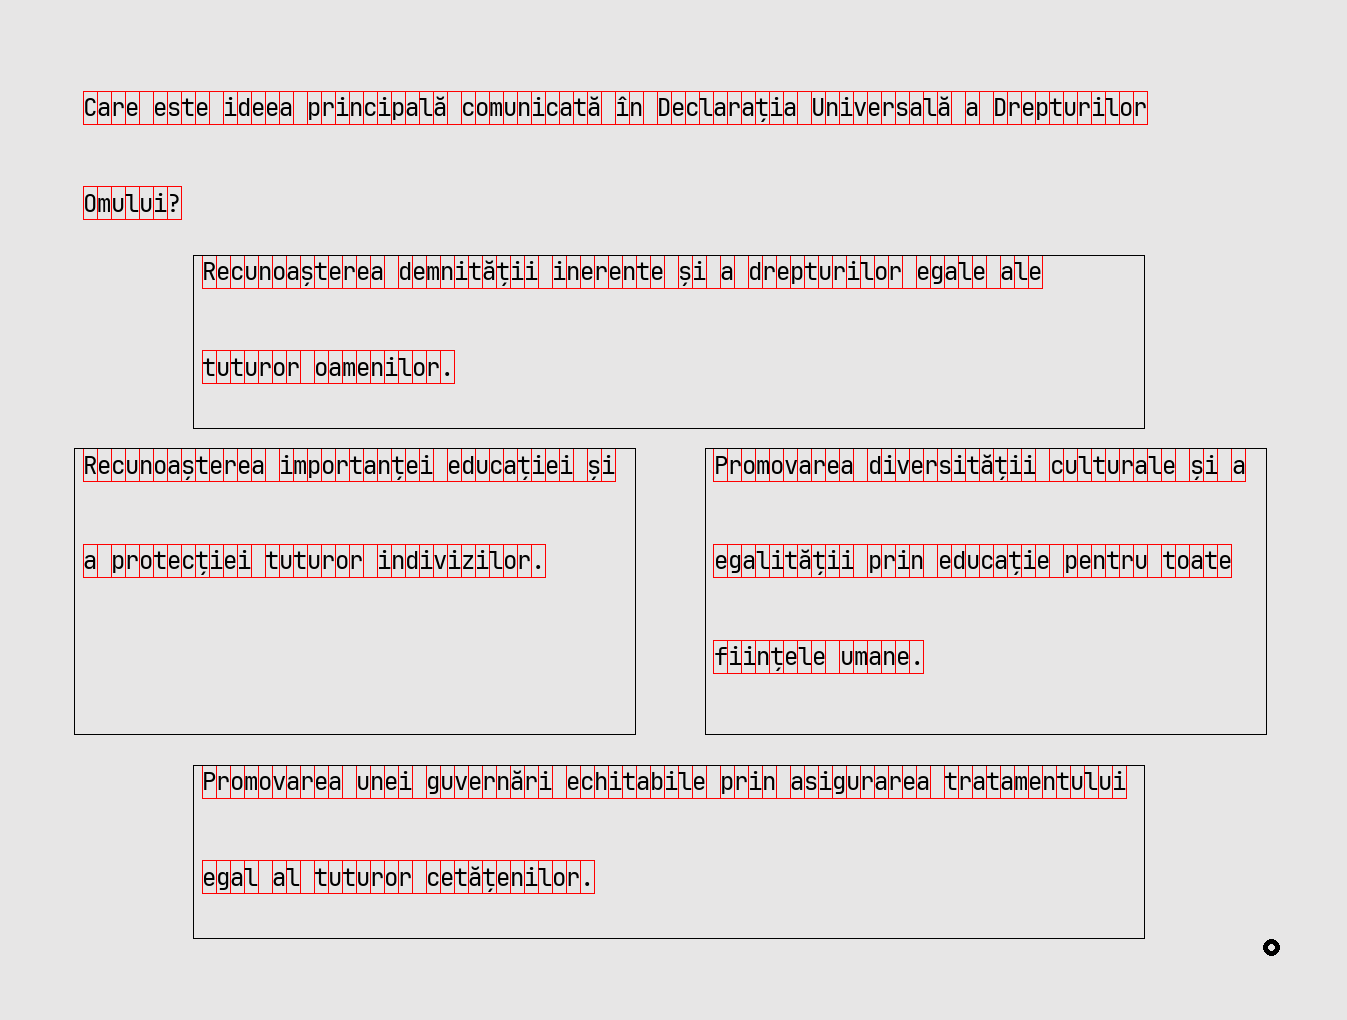 Care este ideea principală comunicată în Declarația Universală a Drepturilor
Omului?
Recunoașterea demnității inerente și a drepturilor egale ale
tuturor oamenilor.
Recunoașterea importanței educației și
a protecției tuturor indivizilor.
Promovarea diversității culturale și a
egalității prin educație pentru toate
ființele umane.
Promovarea unei guvernări echitabile prin asigurarea tratamentului
egal al tuturor cetățenilor.